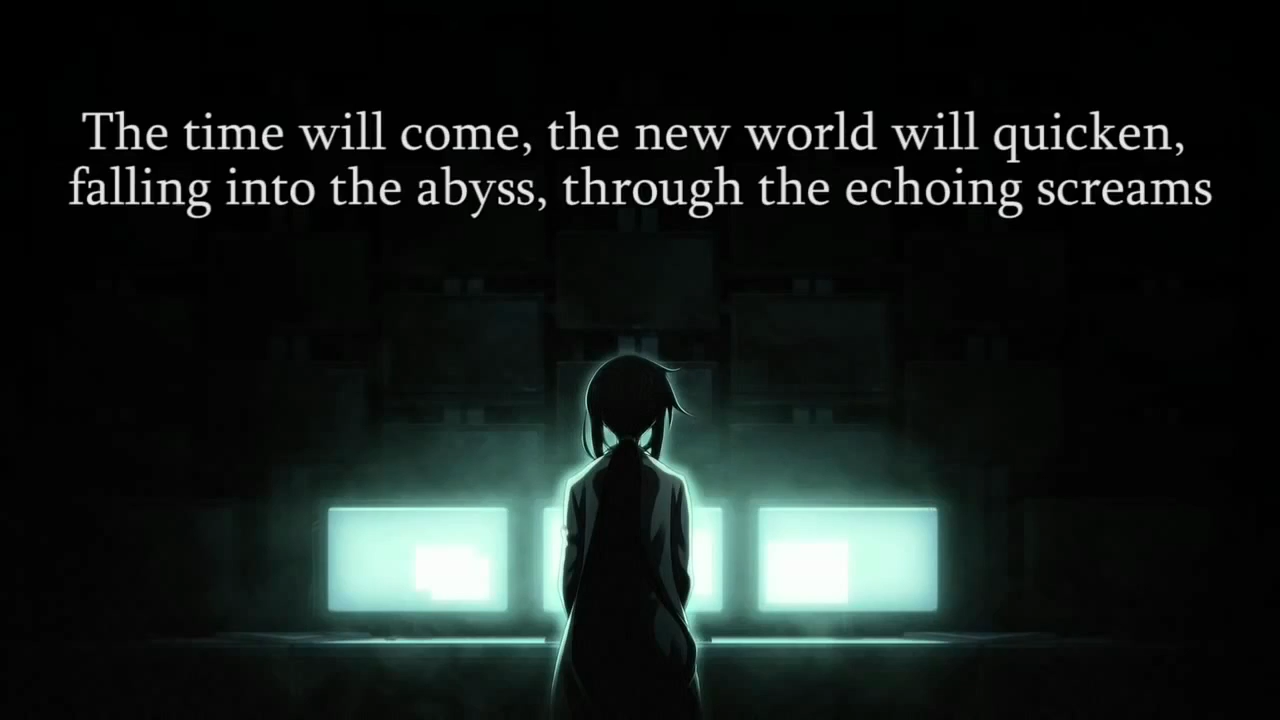 The time will come, the new world will quicken,
falling into the abyss, through the echoing screams